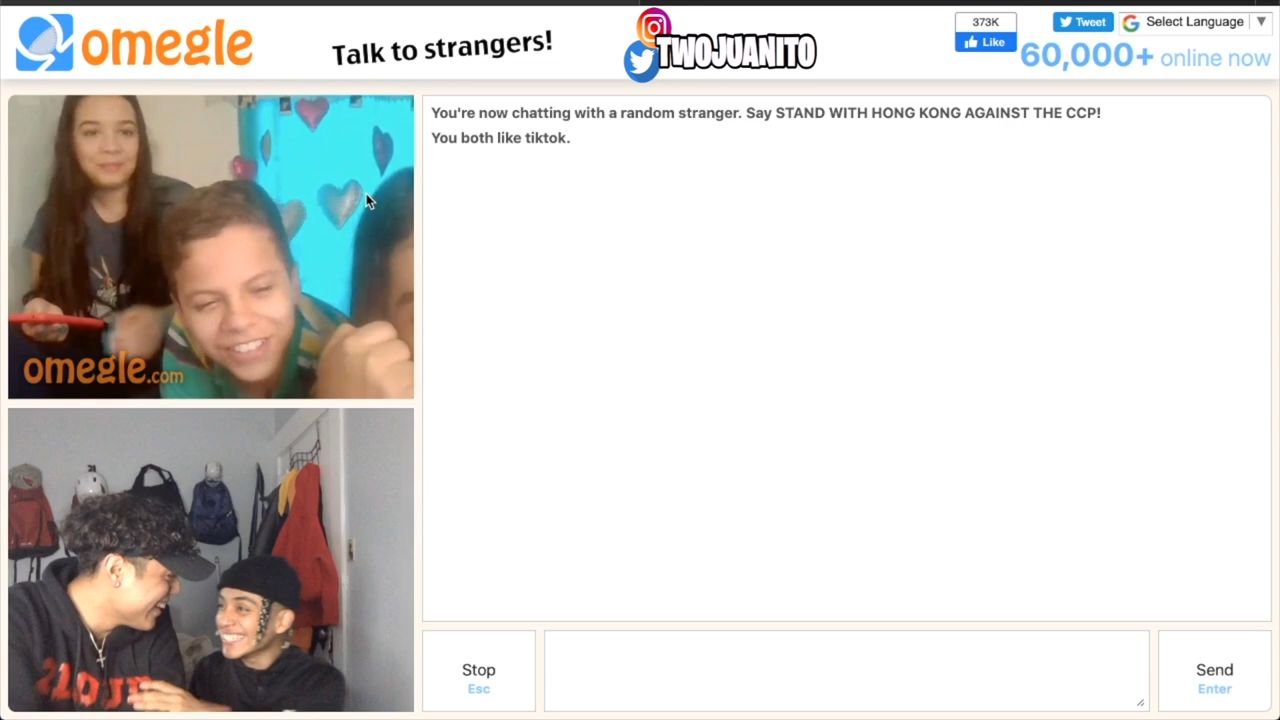 omegle
Talk to strangers!
TWOJUANITO
373K
Like
Tweet
Select Language
60,000+ online now
You're now chatting with a random stranger. Say STAND WITH HONG KONG AGAINST THE CCP!
You both like tiktok.
omegle.com
Stop
Esc
Send
Enter